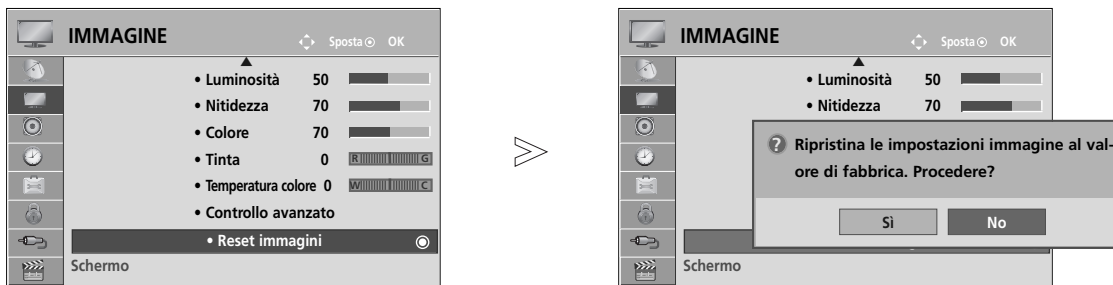 IMMAGINE
Sposta OK
• Luminosità 50
• Nitidezza 70
• Colore 70
• Tinta 0 R G
• Temperatura colore 0 W C
• Controllo avanzato
• Reset immagini
Schermo
IMMAGINE
Sposta OK
• Luminosità 50
• Nitidezza 70
? Ripristina le impostazioni immagine al val-
ore di fabbrica. Procedere?
Sì No
Schermo